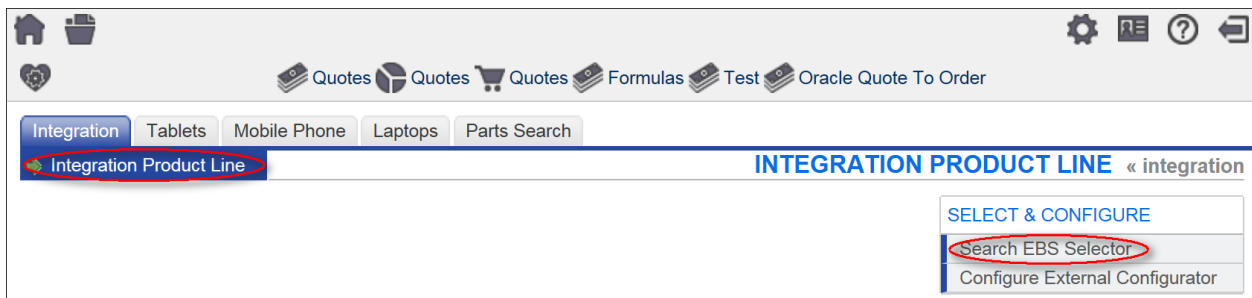 Quotes Quotes Quotes Formulas Test Oracle Quote To Order
Integration Tablets Mobile Phone Laptops Parts Search
Integration Product Line
INTEGRATION PRODUCT LINE « integration
SELECT & CONFIGURE
Search EBS Selector
Configure External Configurator